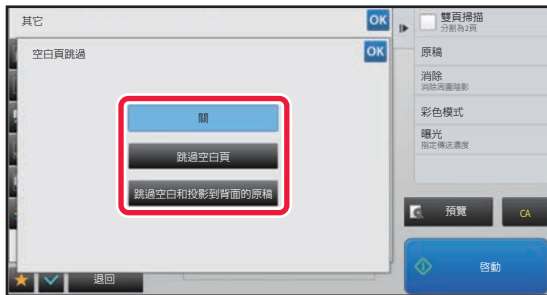 其它
OK
空白頁跳過
OK
關
跳過空白頁
跳過空白和投影到背面的原稿
退回
雙頁掃描
分割為2頁
原稿
消除
消除周圍陰影
彩色模式
曝光
指定傳送濃度
預覽
CA
啓動